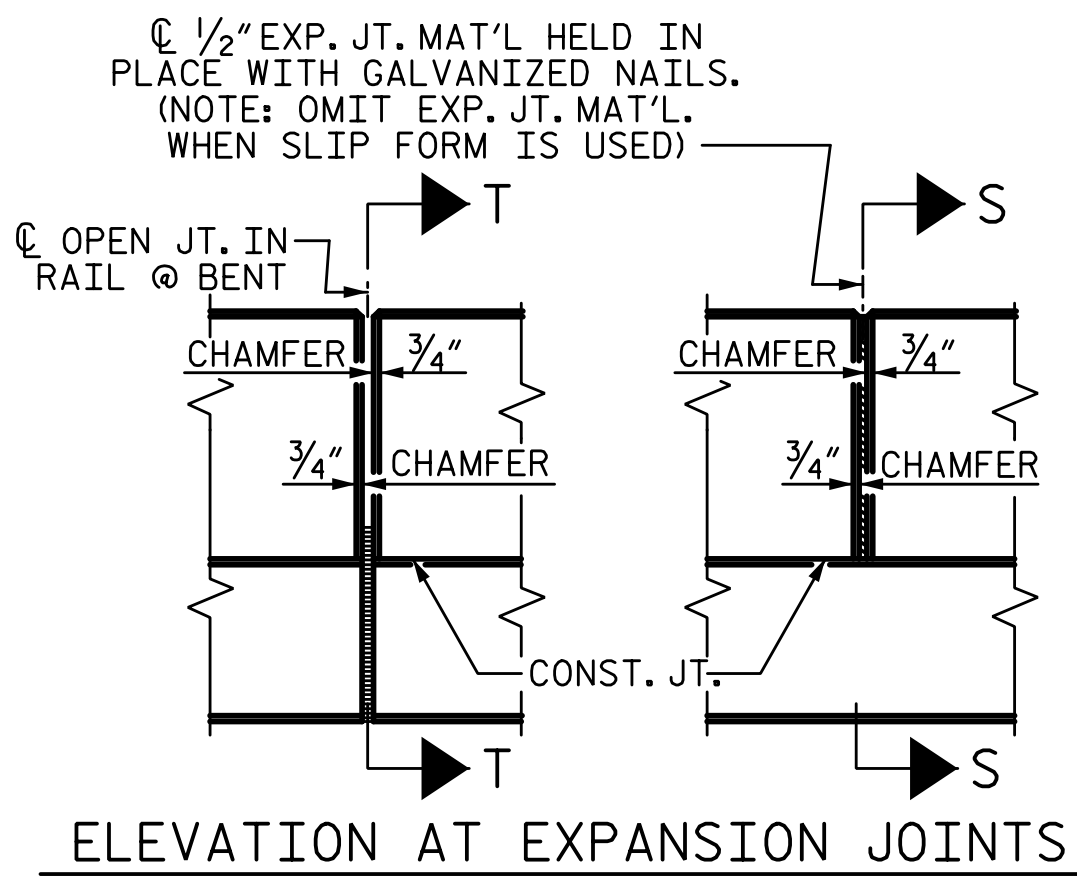 ℄ 1/2" EXP. JT. MAT'L HELD IN
PLACE WITH GALVANIZED NAILS.
(NOTE: OMIT EXP. JT. MAT'L.
WHEN SLIP FORM IS USED)
T
S
℄ OPEN JT. IN
RAIL @ BENT
CHAMFER 3/4"
CHAMFER 3/4"
3/4" CHAMFER
3/4" CHAMFER
CONST. JT.
T
S
ELEVATION AT EXPANSION JOINTS